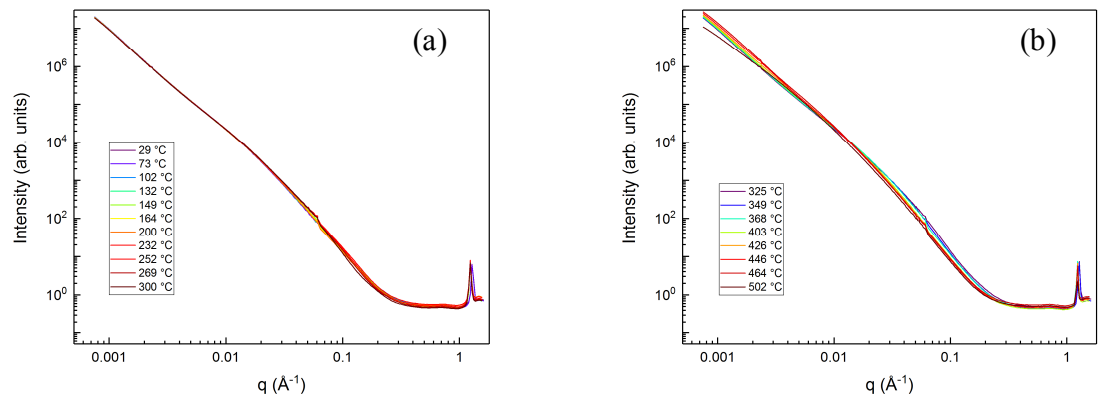 (a)
Intensity (arb. units)
10⁶
10⁴
10²
10⁰
29 °C
73 °C
102 °C
132 °C
149 °C
164 °C
200 °C
232 °C
252 °C
269 °C
300 °C
0.001 0.01 0.1 1
q (Å⁻¹)
(b)
Intensity (arb. units)
10⁶
10⁴
10²
10⁰
325 °C
349 °C
368 °C
403 °C
426 °C
446 °C
464 °C
502 °C
0.001 0.01 0.1 1
q (Å⁻¹)